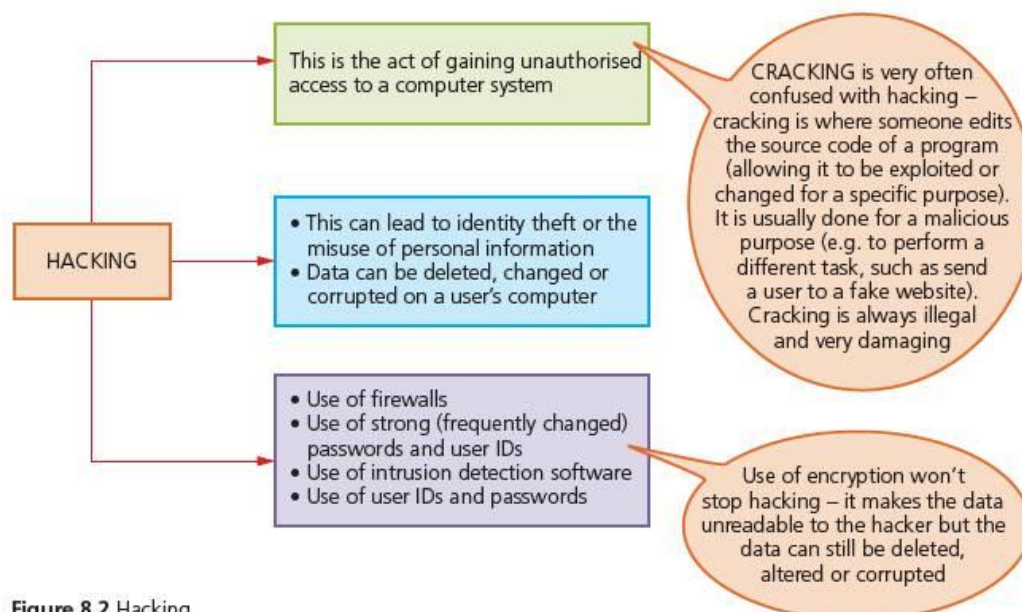 HACKING
This is the act of gaining unauthorised
access to a computer system
CRACKING is very often
confused with hacking –
cracking is where someone edits
the source code of a program
(allowing it to be exploited or
changed for a specific purpose).
It is usually done for a malicious
purpose (e.g. to perform a
different task, such as send
a user to a fake website).
Cracking is always illegal
and very damaging
• This can lead to identity theft or the
misuse of personal information
• Data can be deleted, changed or
corrupted on a user's computer
• Use of firewalls
• Use of strong (frequently changed)
passwords and user IDs
• Use of intrusion detection software
• Use of user IDs and passwords
Use of encryption won't
stop hacking – it makes the data
unreadable to the hacker but the
data can still be deleted,
altered or corrupted
Figure 8.2 Hacking